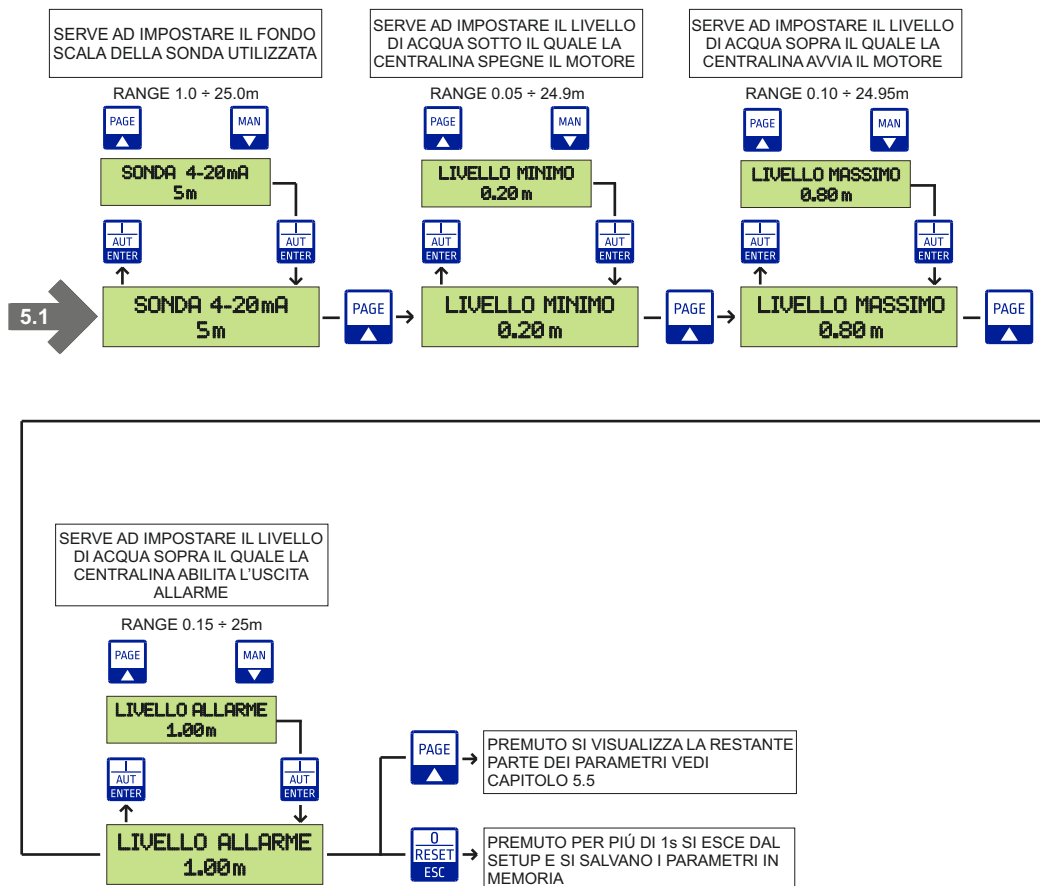 SERVE AD IMPOSTARE IL FONDO
SCALA DELLA SONDA UTILIZZATA
RANGE 1.0 ÷ 25.0m
PAGE
MAN
SONDA 4-20mA
5m
I
AUT
ENTER
I
AUT
ENTER
5.1
SONDA 4-20mA
5m
PAGE
SERVE AD IMPOSTARE IL LIVELLO
DI ACQUA SOTTO IL QUALE LA
CENTRALINA SPEGNE IL MOTORE
RANGE 0.05 ÷ 24.9m
PAGE
MAN
LIVELLO MINIMO
0.20 m
I
AUT
ENTER
I
AUT
ENTER
LIVELLO MINIMO
0.20 m
PAGE
SERVE AD IMPOSTARE IL LIVELLO
DI ACQUA SOPRA IL QUALE LA
CENTRALINA AVVIA IL MOTORE
RANGE 0.10 ÷ 24.95m
PAGE
MAN
LIVELLO MASSIMO
0.80 m
I
AUT
ENTER
I
AUT
ENTER
LIVELLO MASSIMO
0.80 m
PAGE
SERVE AD IMPOSTARE IL LIVELLO
DI ACQUA SOPRA IL QUALE LA
CENTRALINA ABILITA L'USCITA
ALLARME
RANGE 0.15 ÷ 25m
PAGE
MAN
LIVELLO ALLARME
1.00m
I
AUT
ENTER
I
AUT
ENTER
LIVELLO ALLARME
1.00m
PAGE
PREMUTO SI VISUALIZZA LA RESTANTE
PARTE DEI PARAMETRI VEDI
CAPITOLO 5.5
0
RESET
ESC
PREMUTO PER PIÚ DI 1s SI ESCE DAL
SETUP E SI SALVANO I PARAMETRI IN
MEMORIA